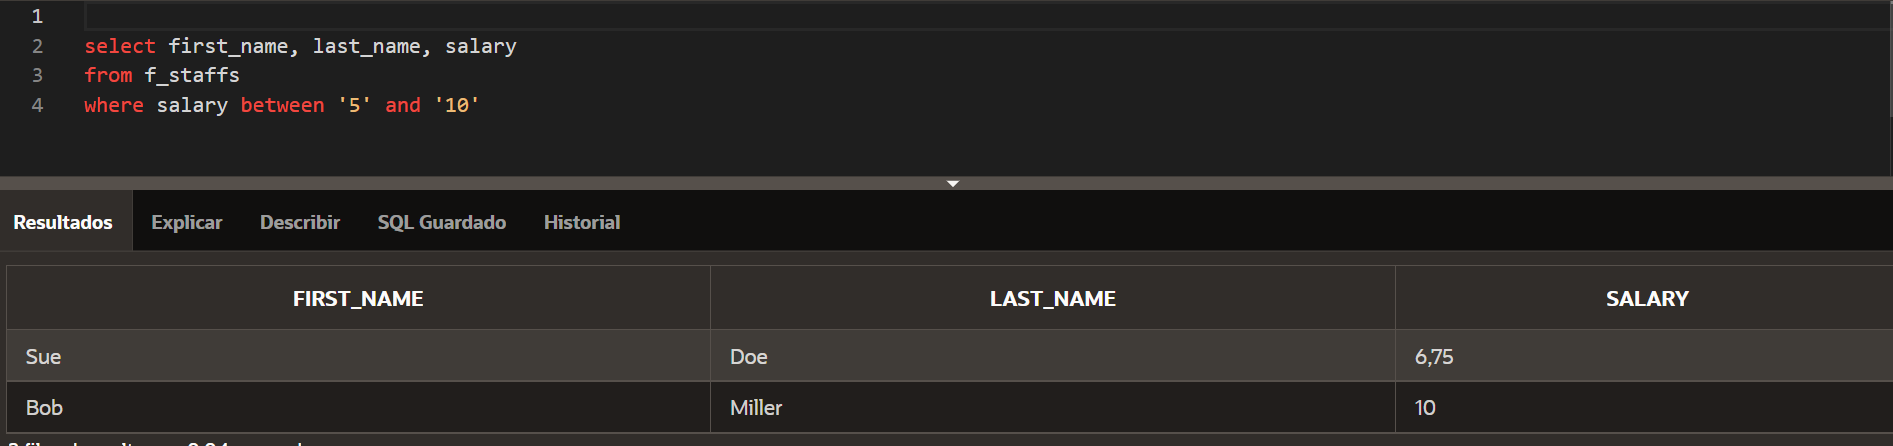 1
2 select first_name, last_name, salary
3 from f_staffs
4 where salary between '5' and '10'
Resultados Explicar Describir SQL Guardado Historial
FIRST_NAME LAST_NAME SALARY
Sue Doe 6,75
Bob Miller 10